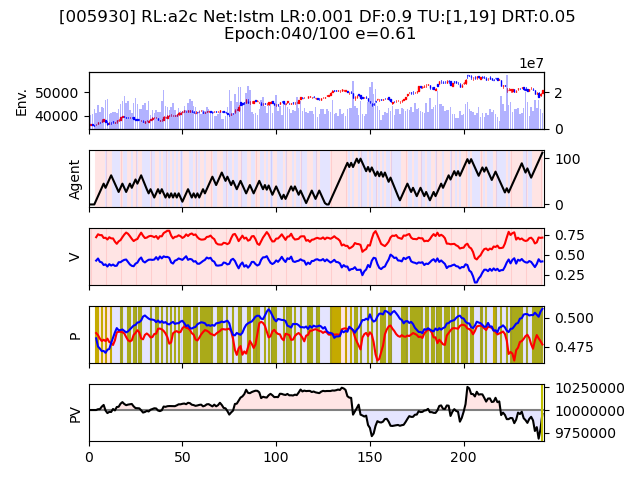 [005930] RL:a2c Net:lstm LR:0.001 DF:0.9 TU:[1,19] DRT:0.05
Epoch:040/100 e=0.61
1e7
Env.
50000
40000
2
0
Agent
100
0
V
0.75
0.50
0.25
P
0.500
0.475
PV
10250000
10000000
9750000
0 50 100 150 200